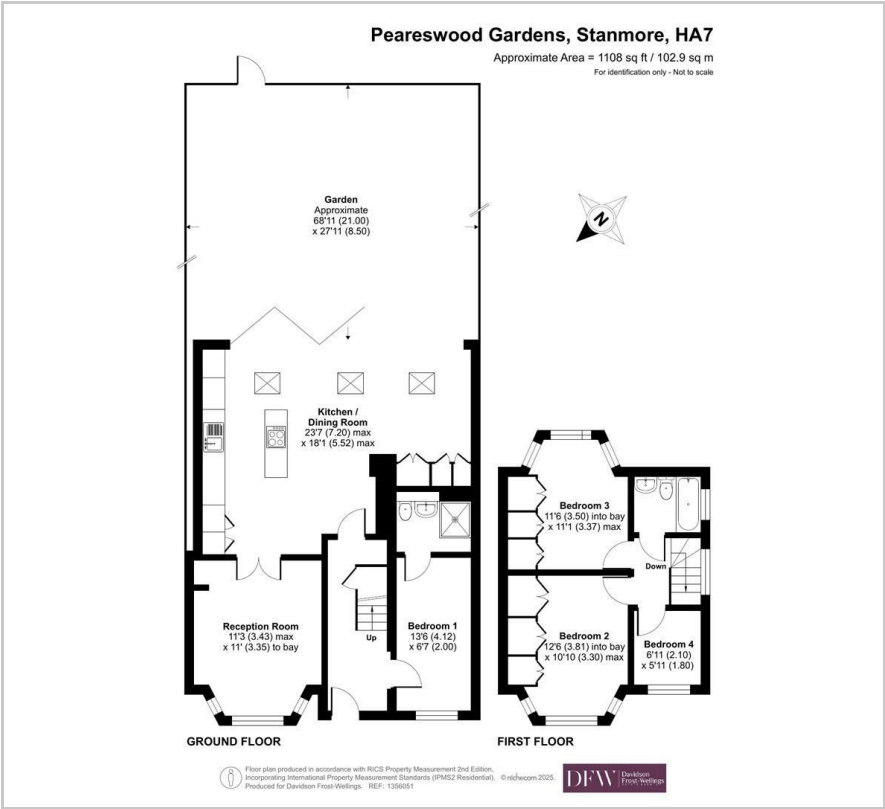 Peareswood Gardens, Stanmore, HA7
Approximate Area = 1108 sq ft / 102.9 sq m
For identification only - Not to scale
Garden
Approximate
68'11 (21.00)
x 27'11 (8.50)
N
Kitchen /
Dining Room
23'7 (7.20) max
x 18'1 (5.52) max
Reception Room
11'3 (3.43) max
x 11' (3.35) to bay
Up
Bedroom 1
13'6 (4.12)
x 6'7 (2.00)
Bedroom 3
11'6 (3.50) into bay
x 11'1 (3.37) max
Down
Bedroom 2
12'6 (3.81) into bay
x 10'10 (3.30) max
Bedroom 4
6'11 (2.10)
x 5'11 (1.80)
GROUND FLOOR
FIRST FLOOR
Floor plan produced in accordance with RICS Property Measurement 2nd Edition,
Incorporating International Property Measurement Standards (IPMS2 Residential). © nichecom 2025.
Produced for Davidson Frost-Wellings. REF: 1356051
DFW
Davidson
Frost-Wellings